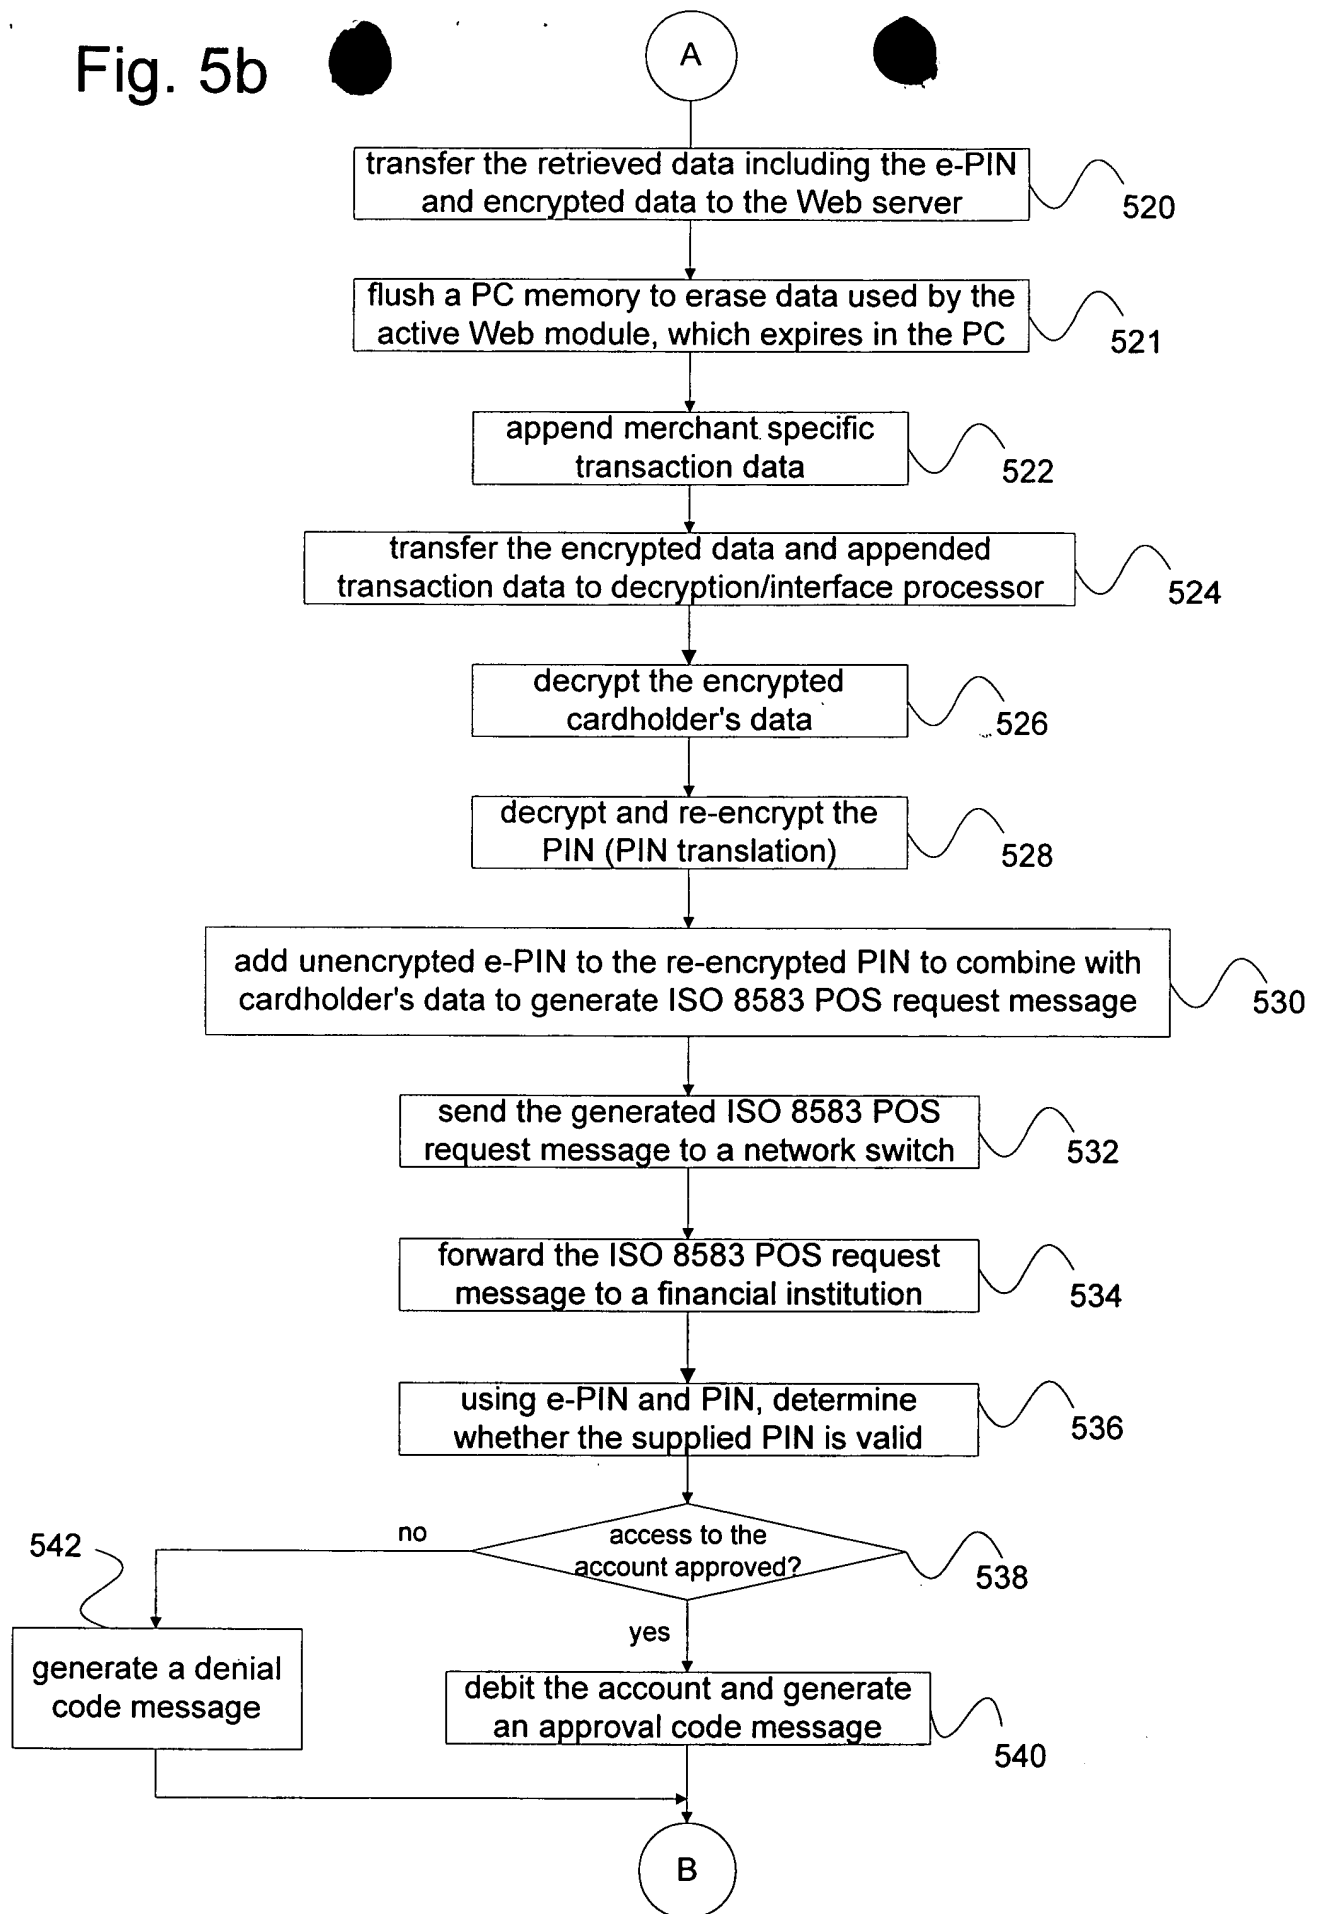 Fig. 5b
A
transfer the retrieved data including the e-PIN
and encrypted data to the Web server
520
flush a PC memory to erase data used by the
active Web module, which expires in the PC
521
append merchant specific
transaction data
522
transfer the encrypted data and appended
transaction data to decryption/interface processor
524
decrypt the encrypted
cardholder's data
526
decrypt and re-encrypt the
PIN (PIN translation)
528
add unencrypted e-PIN to the re-encrypted PIN to combine with
cardholder's data to generate ISO 8583 POS request message
530
send the generated ISO 8583 POS
request message to a network switch
532
forward the ISO 8583 POS request
message to a financial institution
534
using e-PIN and PIN, determine
whether the supplied PIN is valid
536
access to the
account approved?
538
no
542
generate a denial
code message
yes
debit the account and generate
an approval code message
540
B